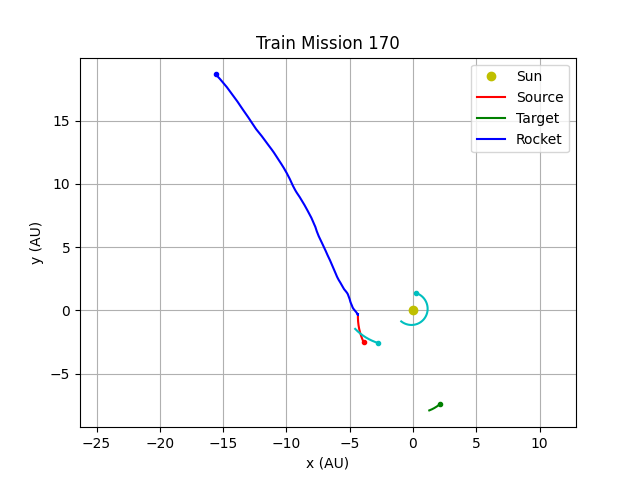 Train Mission 170
Sun
Source
Target
Rocket
15
10
5
0
−5
y (AU)
−25 −20 −15 −10 −5 0 5 10
x (AU)